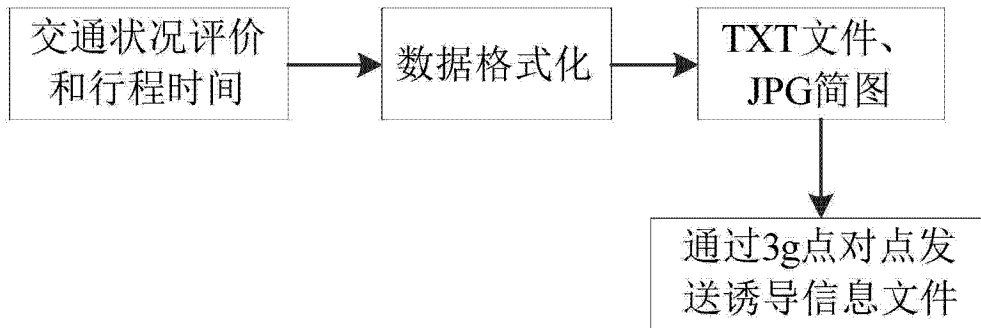 交通状况评价
和行程时间
数据格式化
TXT文件、
JPG简图
通过3g点对点发
送诱导信息文件